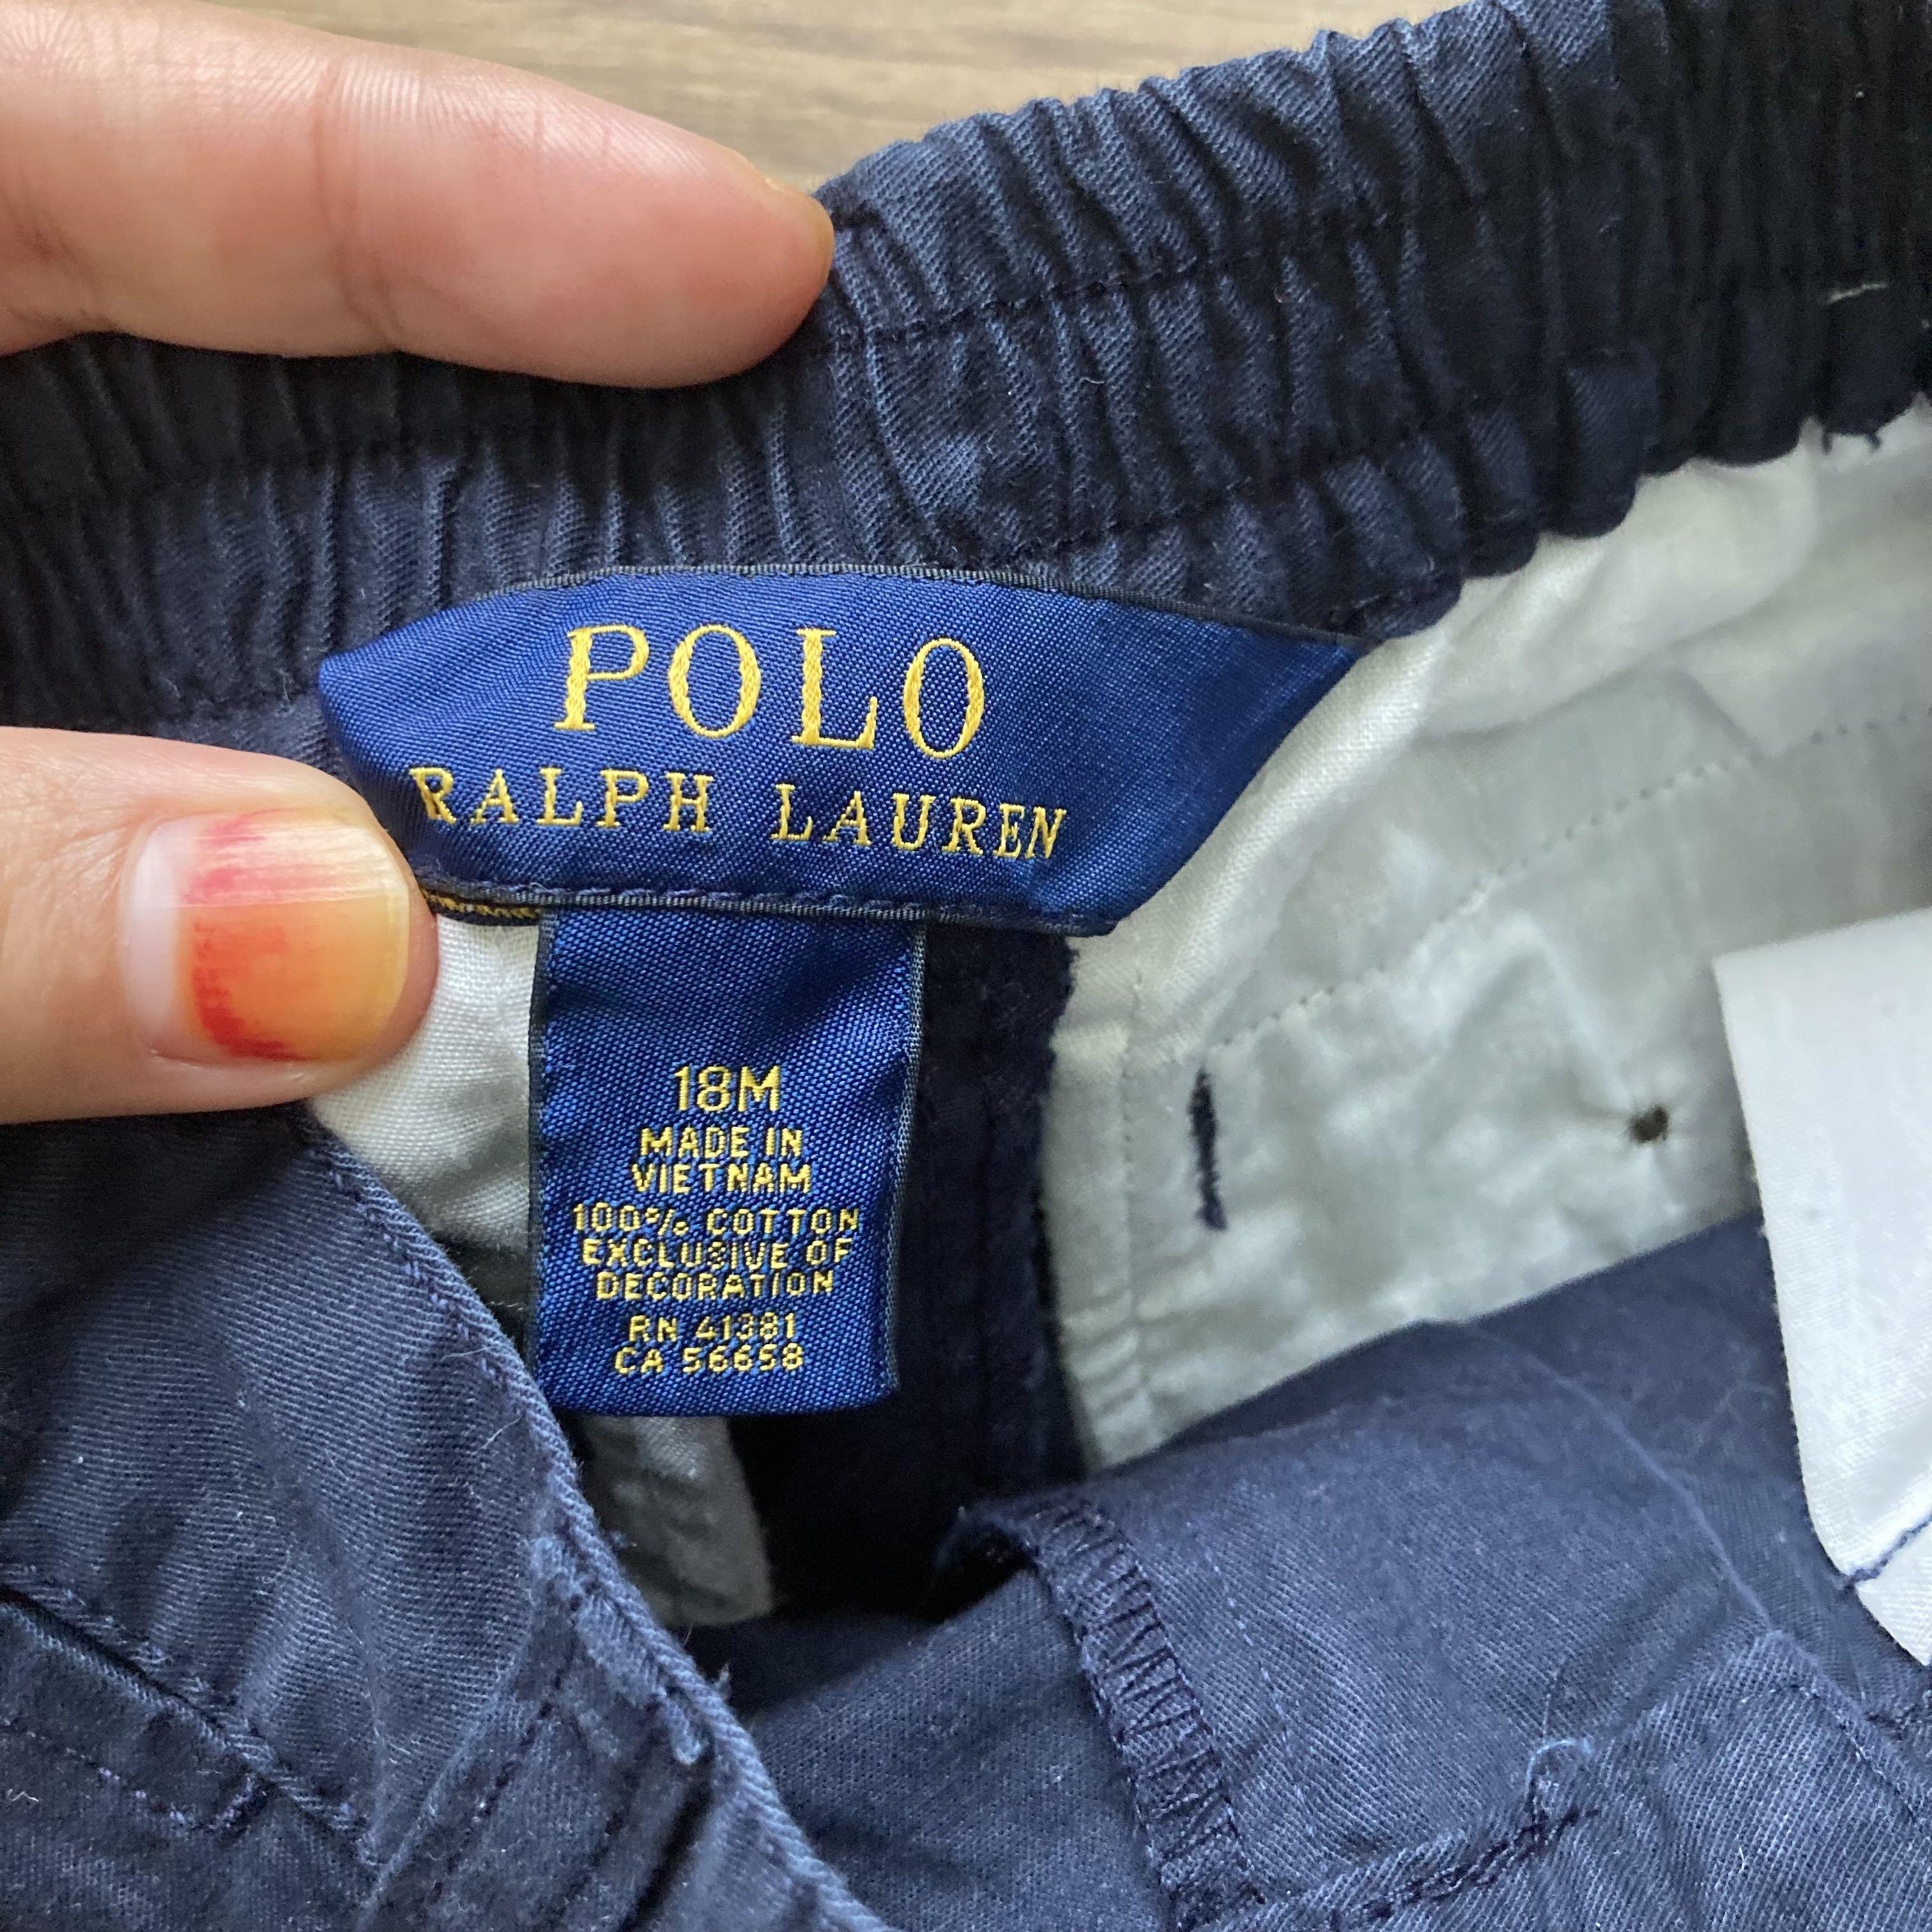 POLO
RALPH LAUREN
18M
MADE IN
VIETNAM
100% COTTON
EXCLUSIVE OF
DECORATION
RN 41381
CA 56658